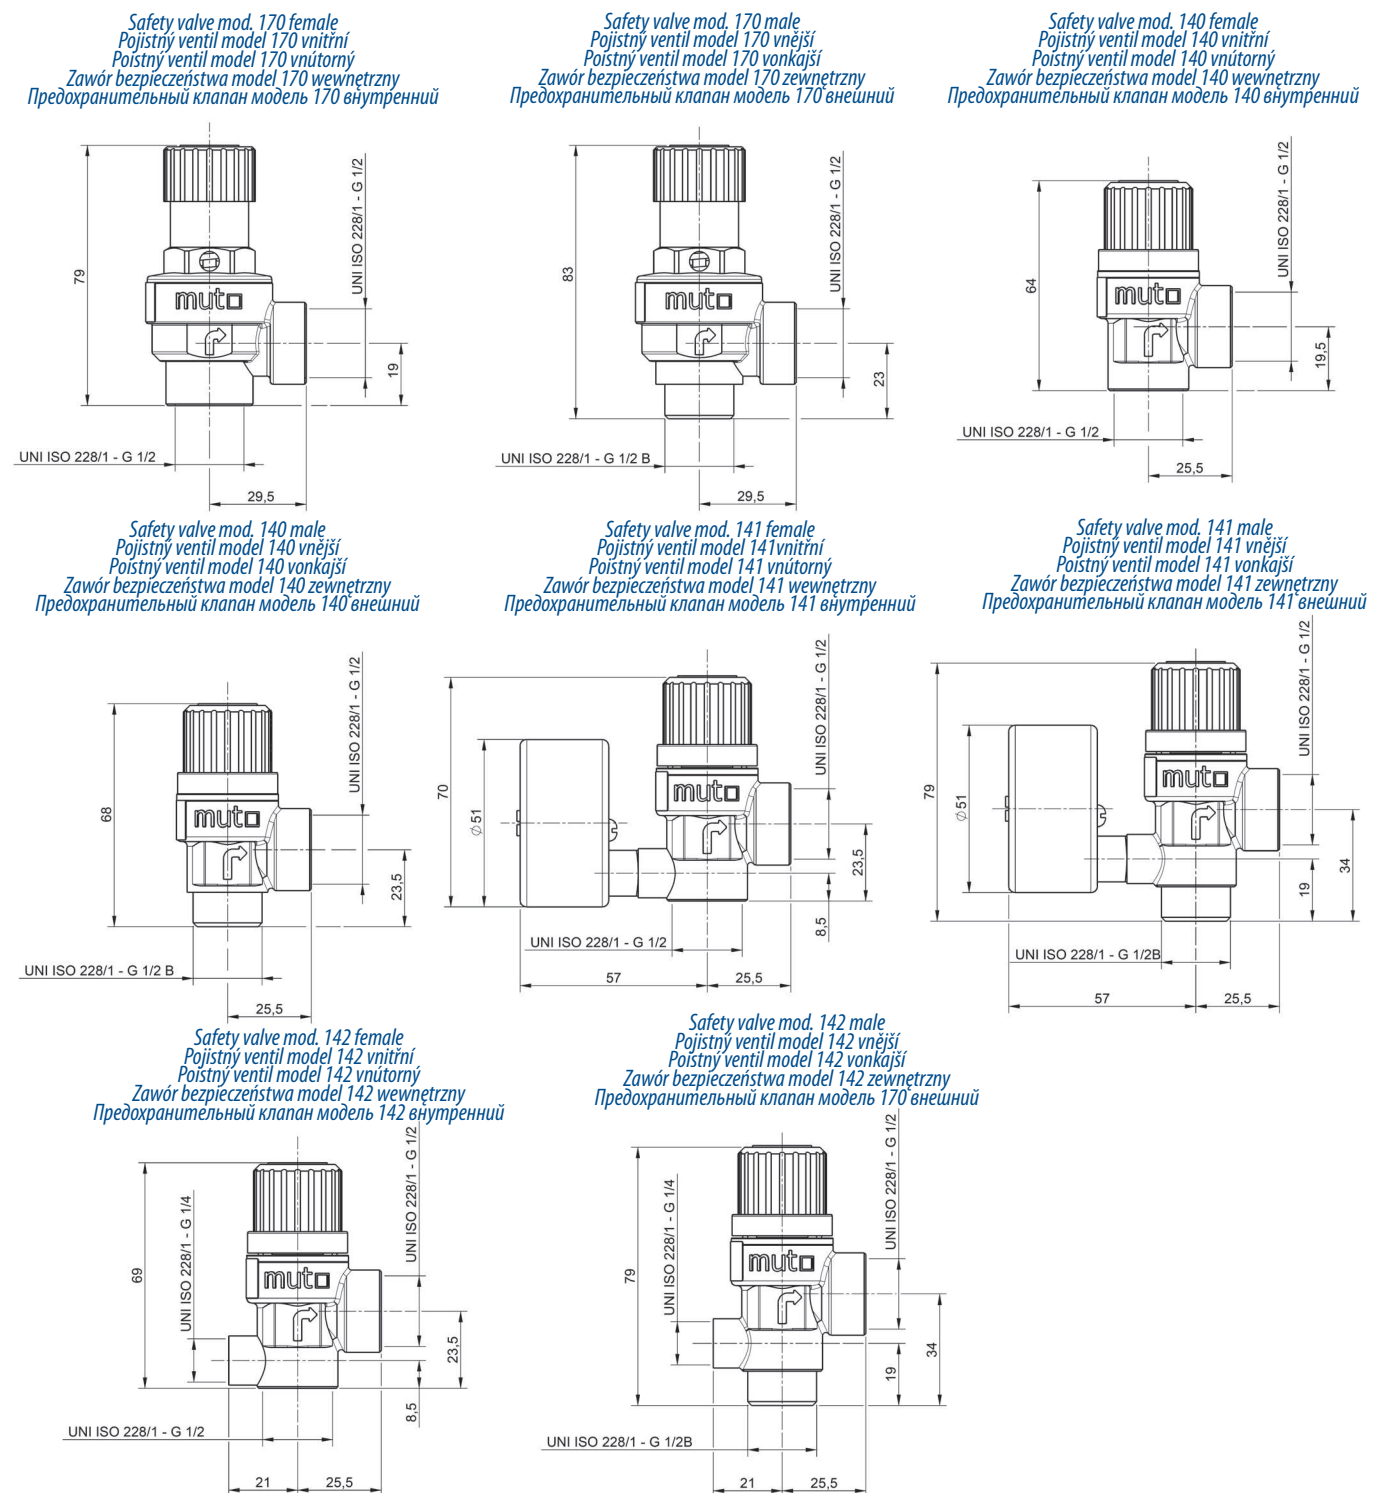 Safety valve mod. 170 female
Pojistný ventil model 170 vnitřní
Poistný ventil model 170 vnútorný
Zawór bezpieczeństwa model 170 wewnętrzny
Предохранительный клапан модель 170 внутренний
79
UNI ISO 228/1 - G 1/2
muto
19
UNI ISO 228/1 - G 1/2
29,5
Safety valve mod. 170 male
Pojistný ventil model 170 vnější
Poistný ventil model 170 vonkajší
Zawór bezpieczeństwa model 170 zewnętrzny
Предохранительный клапан модель 170 внешний
83
UNI ISO 228/1 - G 1/2
muto
23
UNI ISO 228/1 - G 1/2 B
29,5
Safety valve mod. 140 female
Pojistný ventil model 140 vnitřní
Poistný ventil model 140 vnútorný
Zawór bezpieczeństwa model 140 wewnętrzny
Предохранительный клапан модель 140 внутренний
64
UNI ISO 228/1 - G 1/2
muto
19,5
UNI ISO 228/1 - G 1/2
25,5
Safety valve mod. 140 male
Pojistný ventil model 140 vnější
Poistný ventil model 140 vonkajší
Zawór bezpieczeństwa model 140 zewnętrzny
Предохранительный клапан модель 140 внешний
68
UNI ISO 228/1 - G 1/2
muto
23,5
UNI ISO 228/1 - G 1/2 B
25,5
Safety valve mod. 141 female
Pojistný ventil model 141vnitřní
Poistný ventil model 141 vnútorný
Zawór bezpieczeństwa model 141 wewnętrzny
Предохранительный клапан модель 141 внутренний
70
∅ 51
UNI ISO 228/1 - G 1/2
muto
23,5
8,5
UNI ISO 228/1 - G 1/2
57
25,5
Safety valve mod. 141 male
Pojistný ventil model 141 vnější
Poistný ventil model 141 vonkajší
Zawór bezpieczeństwa model 141 zewnętrzny
Предохранительный клапан модель 141 внешний
79
∅ 51
UNI ISO 228/1 - G 1/2
muto
19
34
UNI ISO 228/1 - G 1/2B
57
25,5
Safety valve mod. 142 female
Pojistný ventil model 142 vnitřní
Poistný ventil model 142 vnútorný
Zawór bezpieczeństwa model 142 wewnętrzny
Предохранительный клапан модель 142 внутренний
69
UNI ISO 228/1 - G 1/4
UNI ISO 228/1 - G 1/2
muto
23,5
8,5
UNI ISO 228/1 - G 1/2
21
25,5
Safety valve mod. 142 male
Pojistný ventil model 142 vnější
Poistný ventil model 142 vonkajší
Zawór bezpieczeństwa model 142 zewnętrzny
Предохранительный клапан модель 170 внешний
79
UNI ISO 228/1 - G 1/4
UNI ISO 228/1 - G 1/2
muto
19
34
UNI ISO 228/1 - G 1/2B
21
25,5